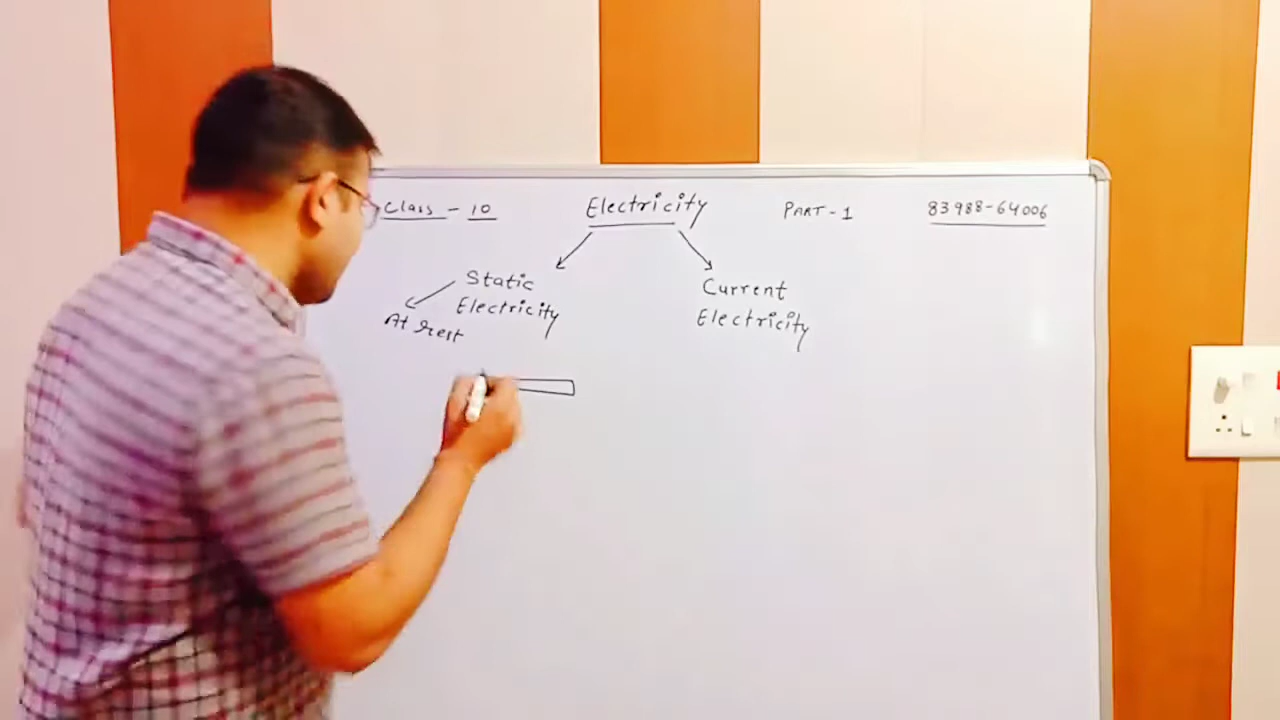 Class - 10 Electricity PART-1 83988-64006
Static
Electricity
At rest
Current
Electricity